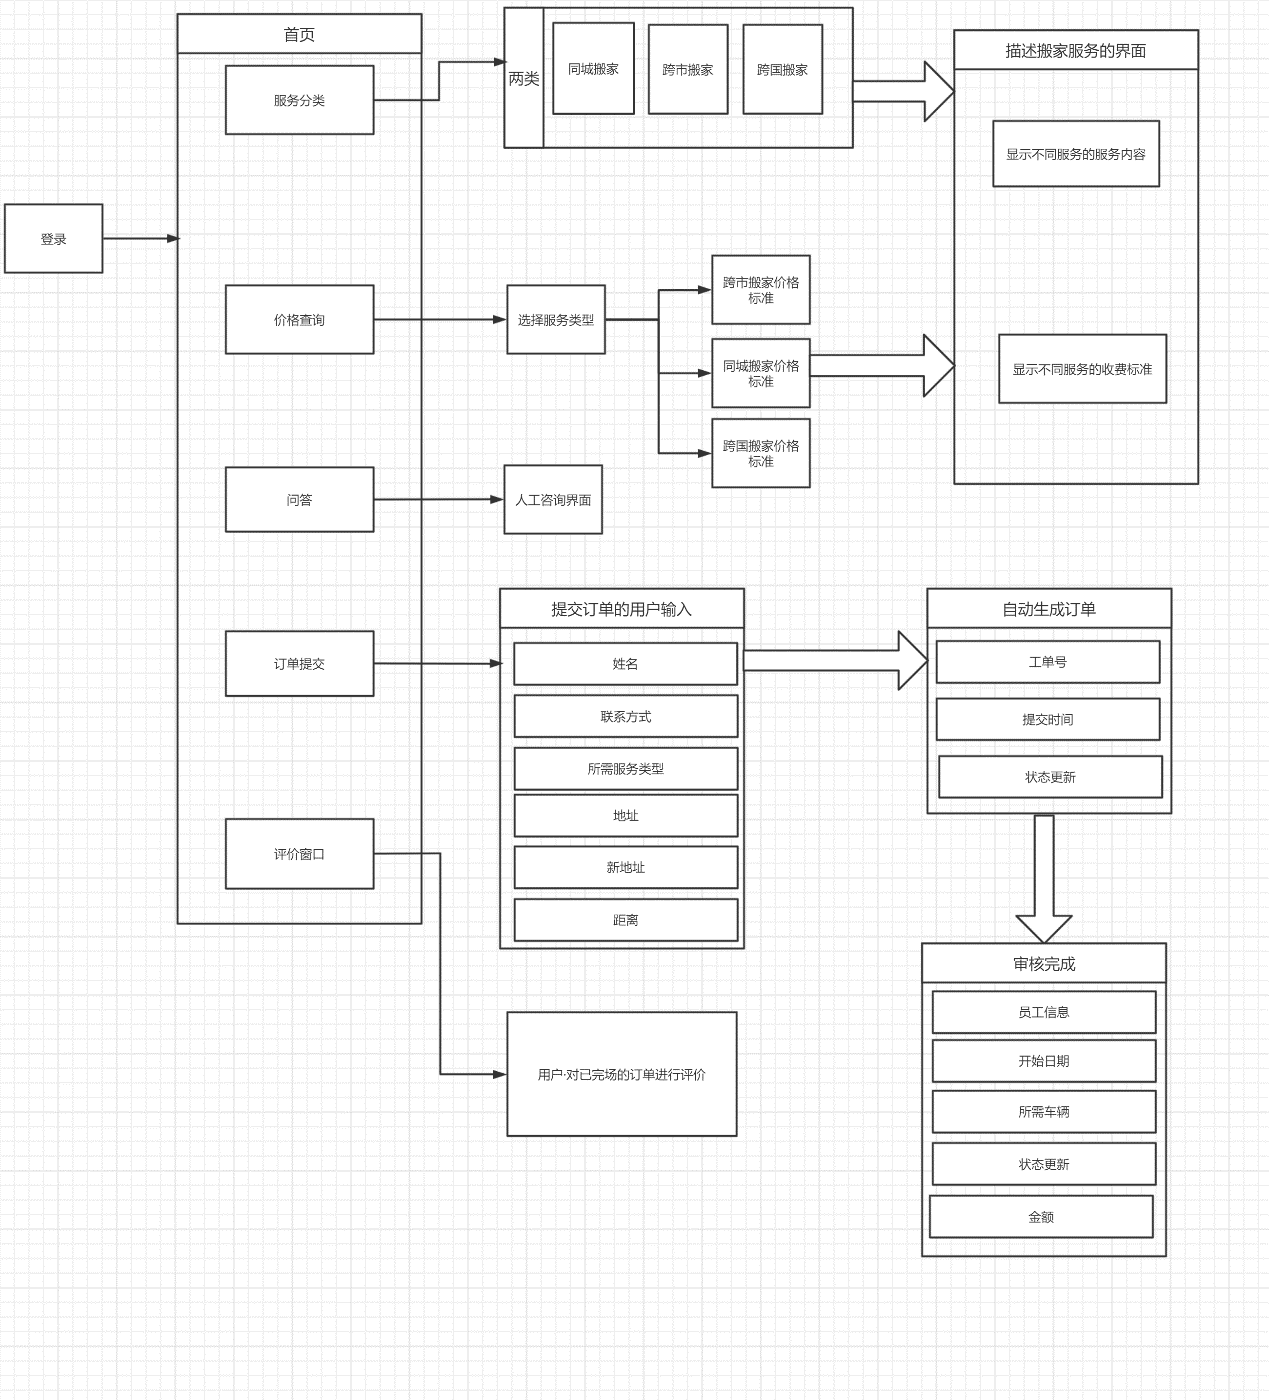 首页
服务分类
两类
同城搬家
跨市搬家
跨国搬家
描述搬家服务的界面
显示不同服务的服务内容
登录
价格查询
选择服务类型
跨市搬家价格
标准
同城搬家价格
标准
跨国搬家价格
标准
显示不同服务的收费标准
问答
人工咨询界面
订单提交
提交订单的用户输入
姓名
联系方式
所需服务类型
地址
新地址
距离
自动生成订单
工单号
提交时间
状态更新
评价窗口
用户·对已完场的订单进行评价
审核完成
员工信息
开始日期
所需车辆
状态更新
金额